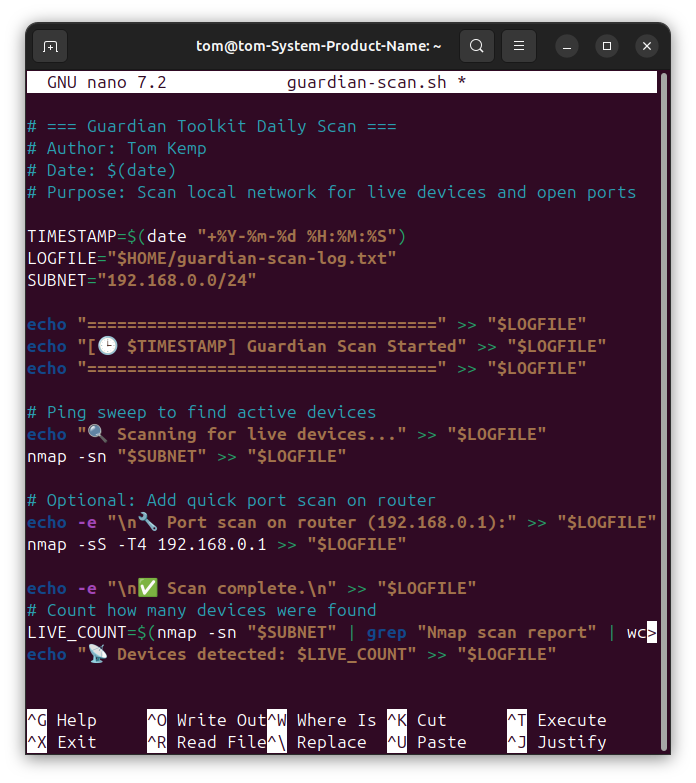 tom@tom-System-Product-Name: ~
GNU nano 7.2 guardian-scan.sh *
# === Guardian Toolkit Daily Scan ===
# Author: Tom Kemp
# Date: $(date)
# Purpose: Scan local network for live devices and open ports
TIMESTAMP=$(date "+%Y-%m-%d %H:%M:%S")
LOGFILE="$HOME/guardian-scan-log.txt"
SUBNET="192.168.0.0/24"
echo "===================================" >> "$LOGFILE"
echo "[🕒 $TIMESTAMP] Guardian Scan Started" >> "$LOGFILE"
echo "===================================" >> "$LOGFILE"
# Ping sweep to find active devices
echo "🔍 Scanning for live devices..." >> "$LOGFILE"
nmap -sn "$SUBNET" >> "$LOGFILE"
# Optional: Add quick port scan on router
echo -e "\n🔧 Port scan on router (192.168.0.1):" >> "$LOGFILE"
nmap -sS -T4 192.168.0.1 >> "$LOGFILE"
echo -e "\n✅ Scan complete.\n" >> "$LOGFILE"
# Count how many devices were found
LIVE_COUNT=$(nmap -sn "$SUBNET" | grep "Nmap scan report" | wc>
echo "📡 Devices detected: $LIVE_COUNT" >> "$LOGFILE"
^G Help ^O Write Out ^W Where Is ^K Cut ^T Execute
^X Exit ^R Read File ^\ Replace ^U Paste ^J Justify